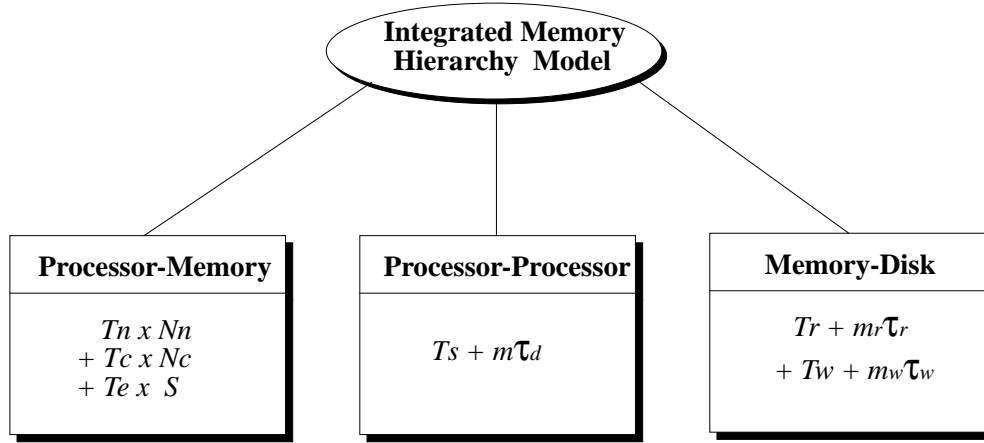 Integrated Memory
Hierarchy Model
Processor-Memory
Tn x Nn
+ Tc x Nc
+ Te x S
Processor-Processor
Ts + mτd
Memory-Disk
Tr + mrτr
+ Tw + mwτw